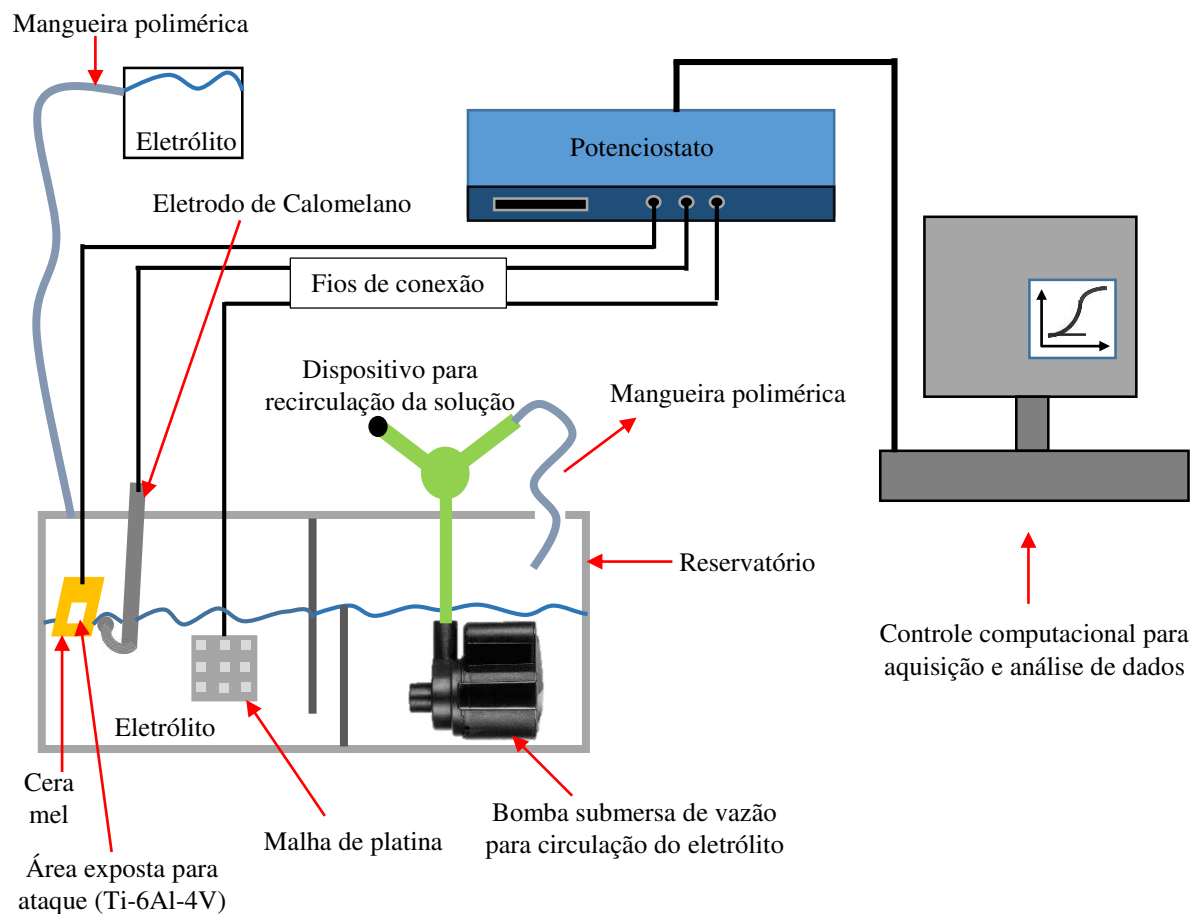 Mangueira polimérica
Eletrólito
Potenciostato
Eletrodo de Calomelano
Fios de conexão
Dispositivo para
recirculação da solução
Mangueira polimérica
Reservatório
Controle computacional para
aquisição e análise de dados
Eletrólito
Cera
mel
Malha de platina
Bomba submersa de vazão
para circulação do eletrólito
Área exposta para
ataque (Ti-6Al-4V)